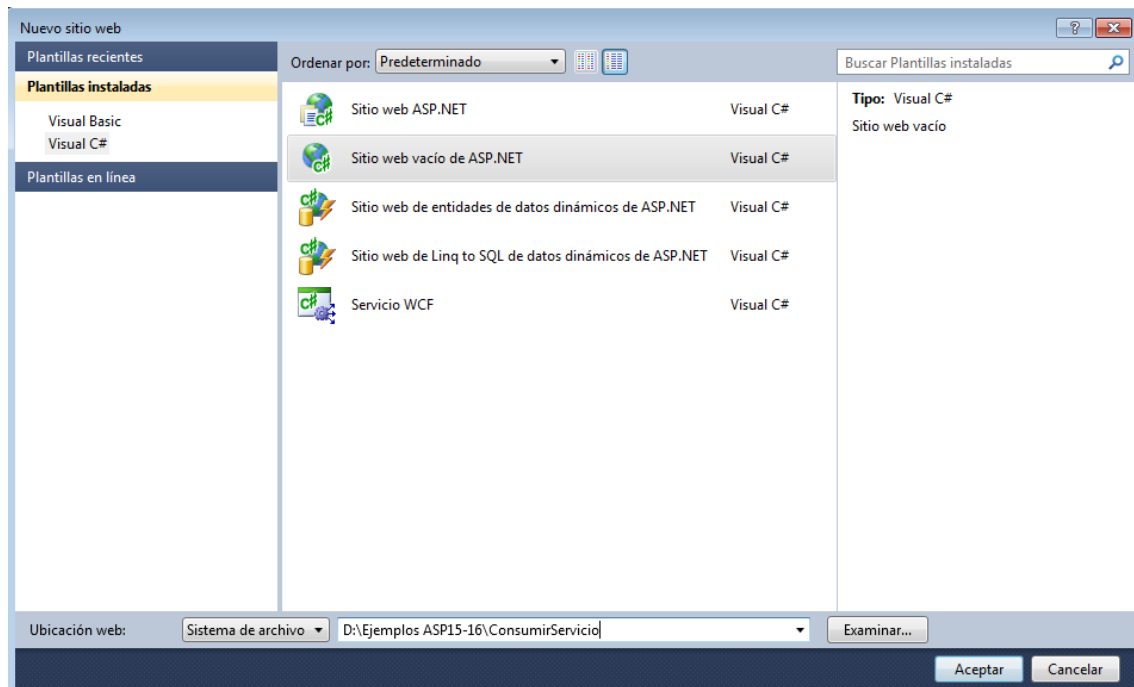 Nuevo sitio web
Plantillas recientes
Plantillas instaladas
Visual Basic
Visual C#
Plantillas en línea
Ordenar por: Predeterminado
Sitio web ASP.NET Visual C#
Sitio web vacío de ASP.NET Visual C#
Sitio web de entidades de datos dinámicos de ASP.NET Visual C#
Sitio web de Linq to SQL de datos dinámicos de ASP.NET Visual C#
Servicio WCF Visual C#
Buscar Plantillas instaladas
Tipo: Visual C#
Sitio web vacío
Ubicación web: Sistema de archivo D:\Ejemplos ASP15-16\ConsumirServicio Examinar...
Aceptar Cancelar